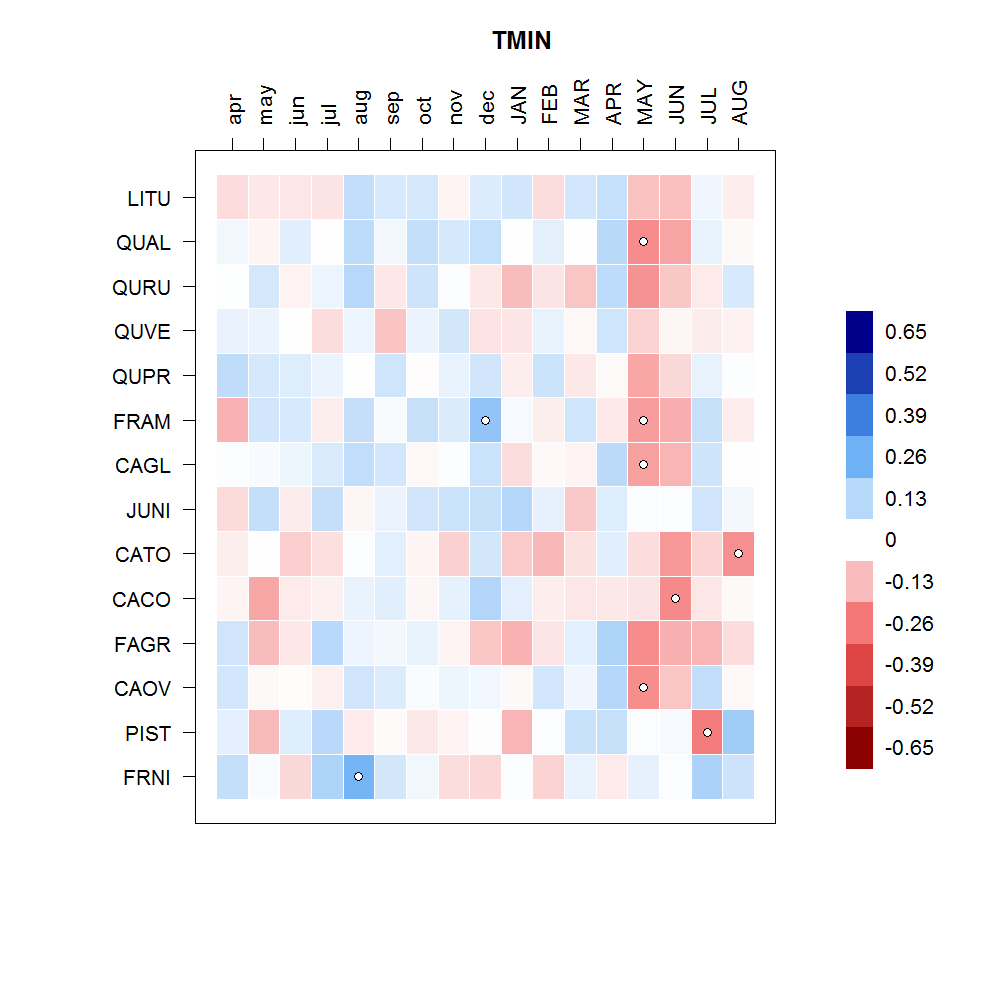 TMIN
apr may jun jul aug sep oct nov dec JAN FEB MAR APR MAY JUN JUL AUG
LITU
QUAL
QURU
QUVE
QUPR
FRAM
CAGL
JUNI
CATO
CACO
FAGR
CAOV
PIST
FRNI
0.65
0.52
0.39
0.26
0.13
0
-0.13
-0.26
-0.39
-0.52
-0.65